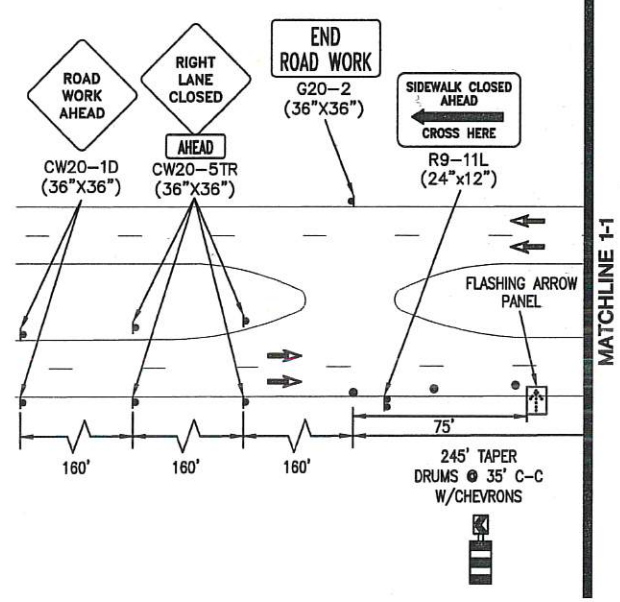 ROAD
WORK
AHEAD
CW20-1D
(36"X36")
RIGHT
LANE
CLOSED
AHEAD
CW20-5TR
(36"X36")
END
ROAD WORK
G20-2
(36"X36")
SIDEWALK CLOSED
AHEAD
CROSS HERE
R9-11L
(24"x12")
FLASHING ARROW
PANEL
MATCHLINE 1-1
160'
160'
160'
75'
245' TAPER
DRUMS @ 35' C-C
W/CHEVRONS